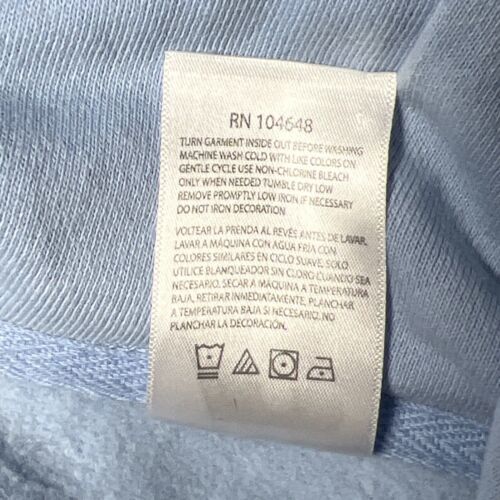 RN 104648
TURN GARMENT INSIDE OUT BEFORE WASHING
MACHINE WASH COLD WITH LIKE COLORS ON
GENTLE CYCLE USE NON-CHLORINE BLEACH
ONLY WHEN NEEDED TUMBLE DRY LOW
REMOVE PROMPTLY LOW IRON IF NECESSARY
DO NOT IRON DECORATION
VOLTEAR LA PRENDA AL REVÉS ANTES DE LAVAR,
LAVAR A MÁQUINA CON AGUA FRÍA CON
COLORES SIMILARES EN CICLO SUAVE, SOLO
UTILICE BLANQUEADOR SIN CLORO CUANDO SEA
NECESARIO. SECAR A MÁQUINA A TEMPERATURA
BAJA, RETIRAR INMEDIATAMENTE, PLANCHAR
A TEMPERATURA BAJA SI ES NECESARIO. NO
PLANCHAR LA DECORACIÓN.